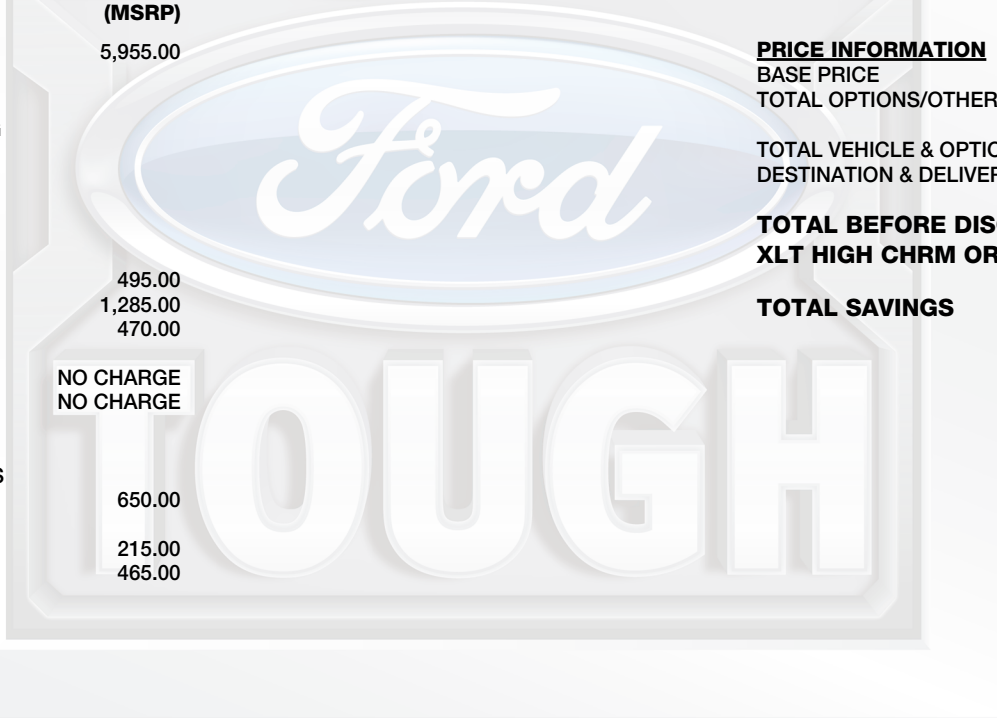 (MSRP)
5,955.00
495.00
1,285.00
470.00
NO CHARGE
NO CHARGE
650.00
215.00
465.00
PRICE INFORMATION
BASE PRICE
TOTAL OPTIONS/OTHER
TOTAL VEHICLE & OPTIO
DESTINATION & DELIVER
TOTAL BEFORE DIS
XLT HIGH CHRM OR
TOTAL SAVINGS
Ford
TOUGH